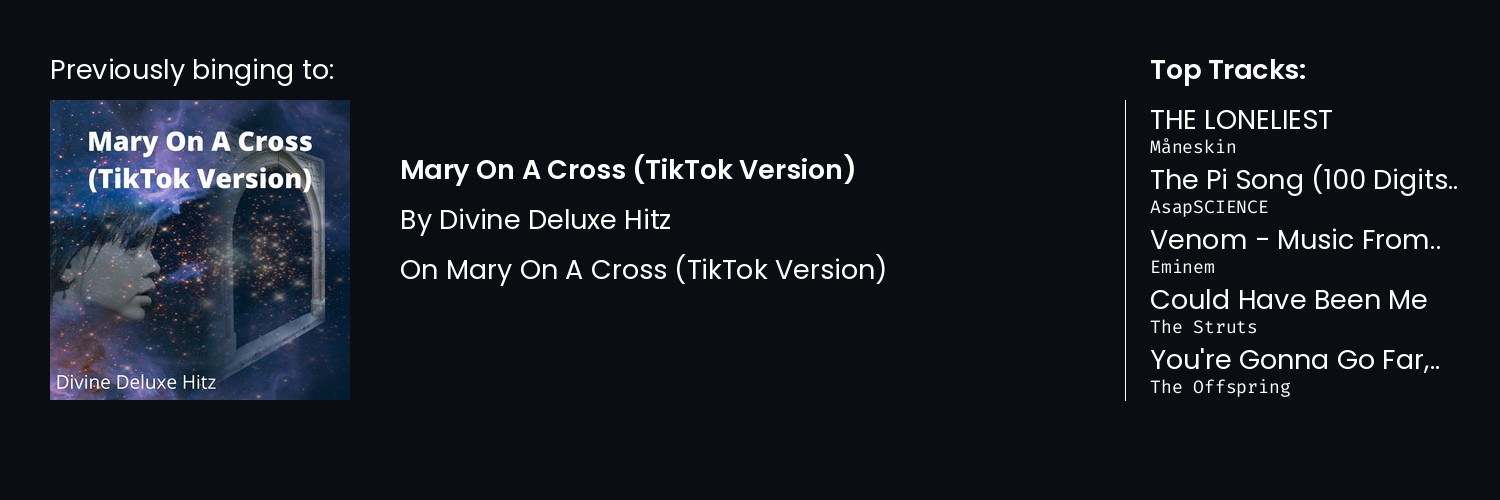 Previously binging to:
Mary On A Cross
(TikTok Version)
Divine Deluxe Hitz
Mary On A Cross (TikTok Version)
By Divine Deluxe Hitz
On Mary On A Cross (TikTok Version)
Top Tracks:
THE LONELIEST
Måneskin
The Pi Song (100 Digits..
AsapSCIENCE
Venom - Music From..
Eminem
Could Have Been Me
The Struts
You're Gonna Go Far,..
The Offspring